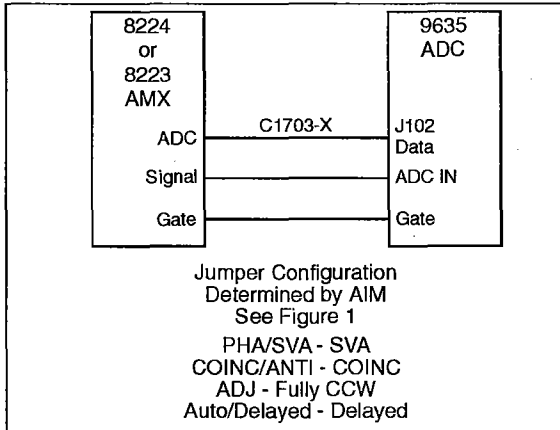 8224
or
8223
AMX
9635
ADC
ADC
C1703-X
J102
Data
Signal
ADC IN
Gate
Gate
Jumper Configuration
Determined by AIM
See Figure 1
PHA/SVA - SVA
COINC/ANTI - COINC
ADJ - Fully CCW
Auto/Delayed - Delayed